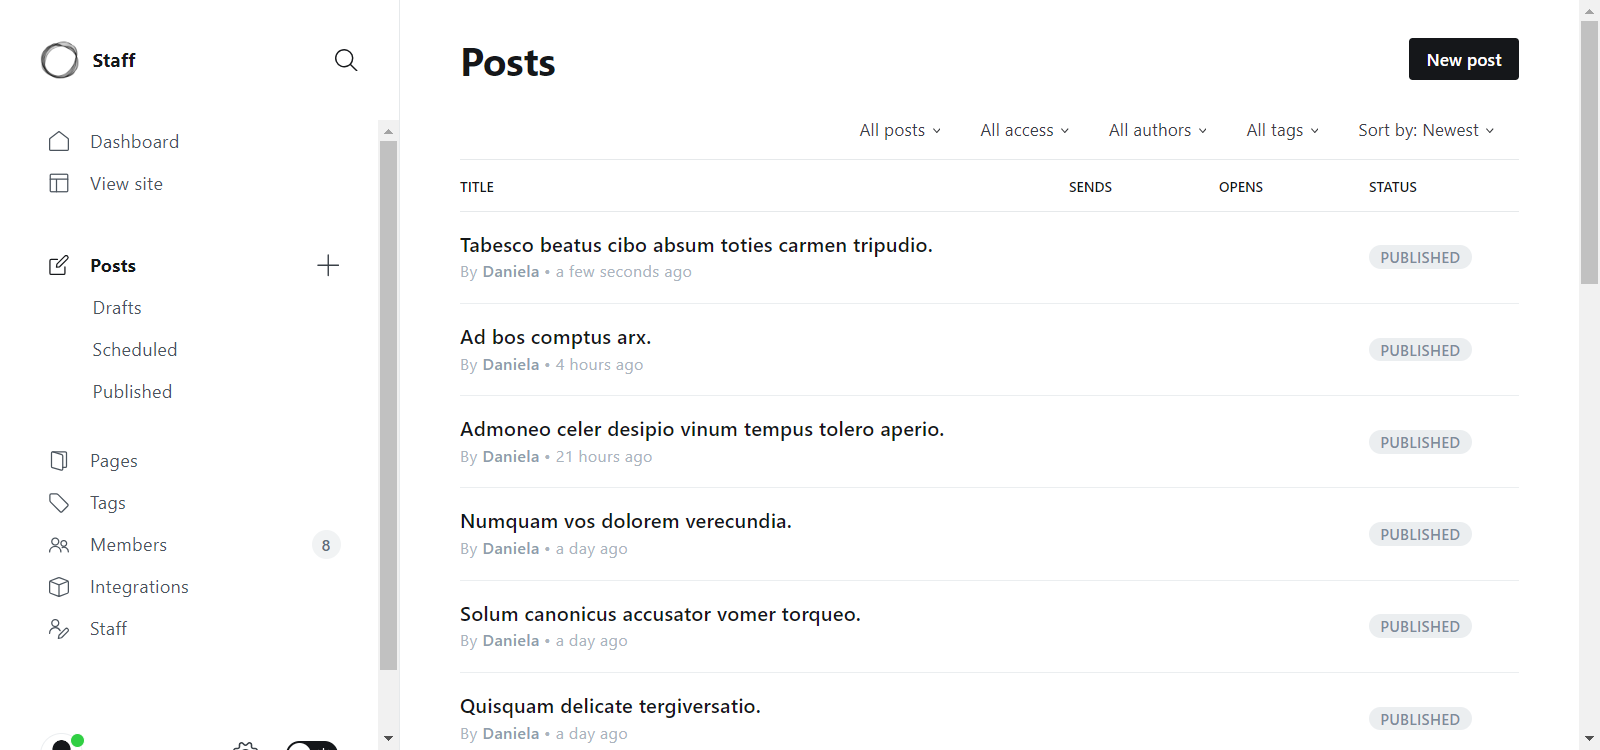 Staff
Dashboard
View site
Posts
Drafts
Scheduled
Published
Pages
Tags
Members 8
Integrations
Staff
Posts
New post
All posts All access All authors All tags Sort by: Newest
TITLE SENDS OPENS STATUS
Tabesco beatus cibo absum toties carmen tripudio.
By Daniela • a few seconds ago
PUBLISHED
Ad bos comptus arx.
By Daniela • 4 hours ago
PUBLISHED
Admoneo celer desipio vinum tempus tolero aperio.
By Daniela • 21 hours ago
PUBLISHED
Numquam vos dolorem verecundia.
By Daniela • a day ago
PUBLISHED
Solum canonicus accusator vomer torqueo.
By Daniela • a day ago
PUBLISHED
Quisquam delicate tergiversatio.
By Daniela • a day ago
PUBLISHED